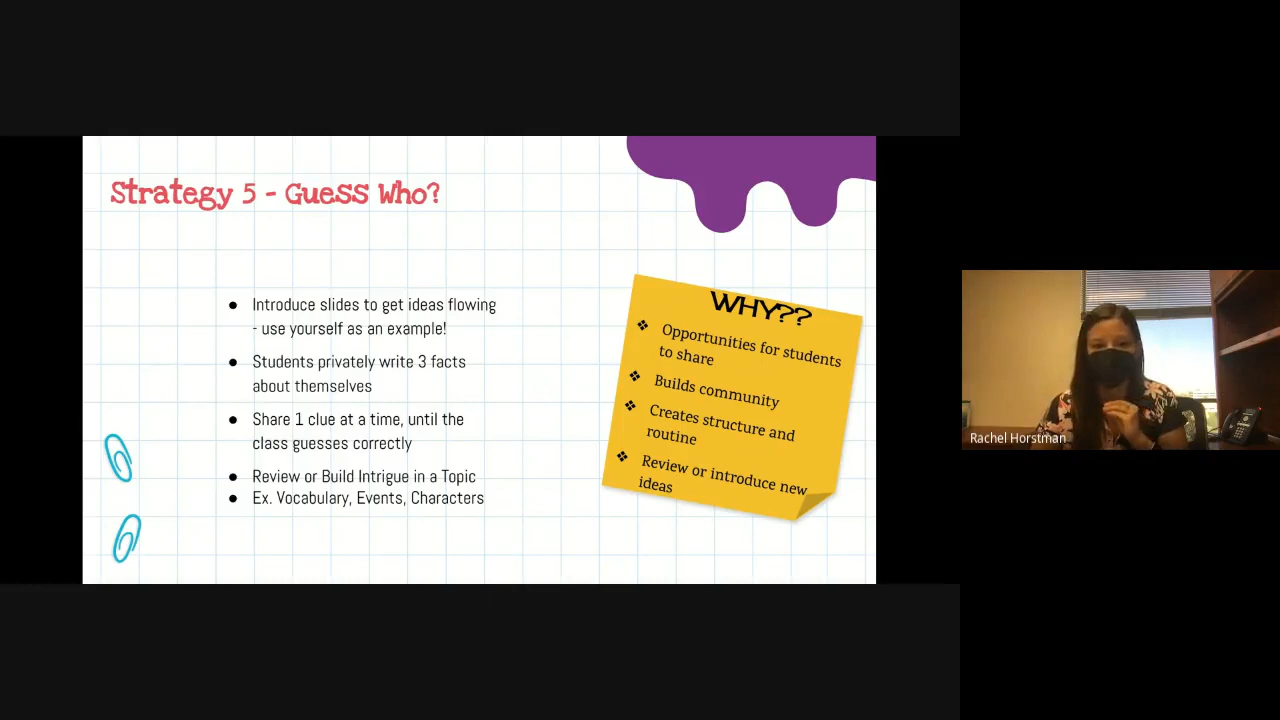 Strategy 5 - Guess Who?
● Introduce slides to get ideas flowing
- use yourself as an example!
● Students privately write 3 facts
about themselves
● Share 1 clue at a time, until the
class guesses correctly
● Review or Build Intrigue in a Topic
● Ex. Vocabulary, Events, Characters
WHY??
❖ Opportunities for students
to share
❖ Builds community
❖ Creates structure and
routine
❖ Review or introduce new
ideas
Rachel Horstman